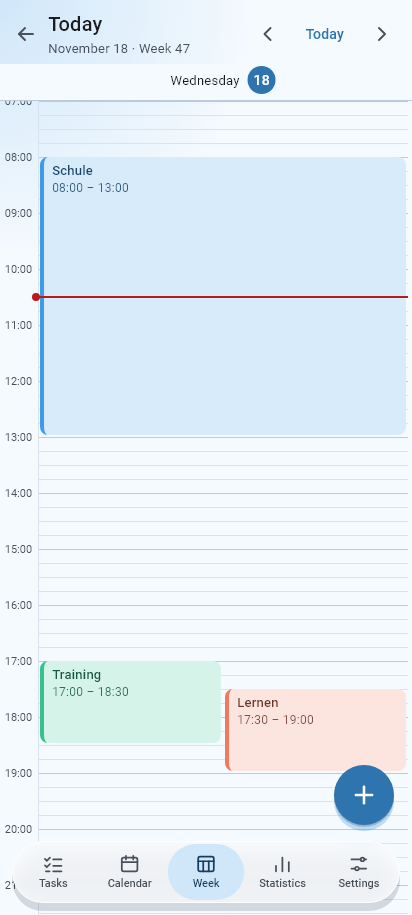 Today
November 18 · Week 47
Today
Wednesday 18
07:00
08:00
Schule
08:00 – 13:00
09:00
10:00
11:00
12:00
13:00
14:00
15:00
16:00
17:00
Training
17:00 – 18:30
Lernen
17:30 – 19:00
18:00
19:00
20:00
Tasks
Calendar
Week
Statistics
Settings